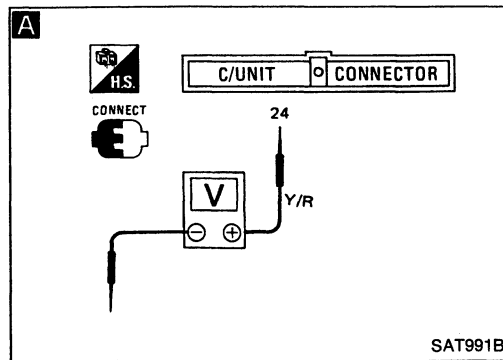 A
H.S.
C/UNIT CONNECTOR
CONNECT
24
Y/R
V
SAT991B